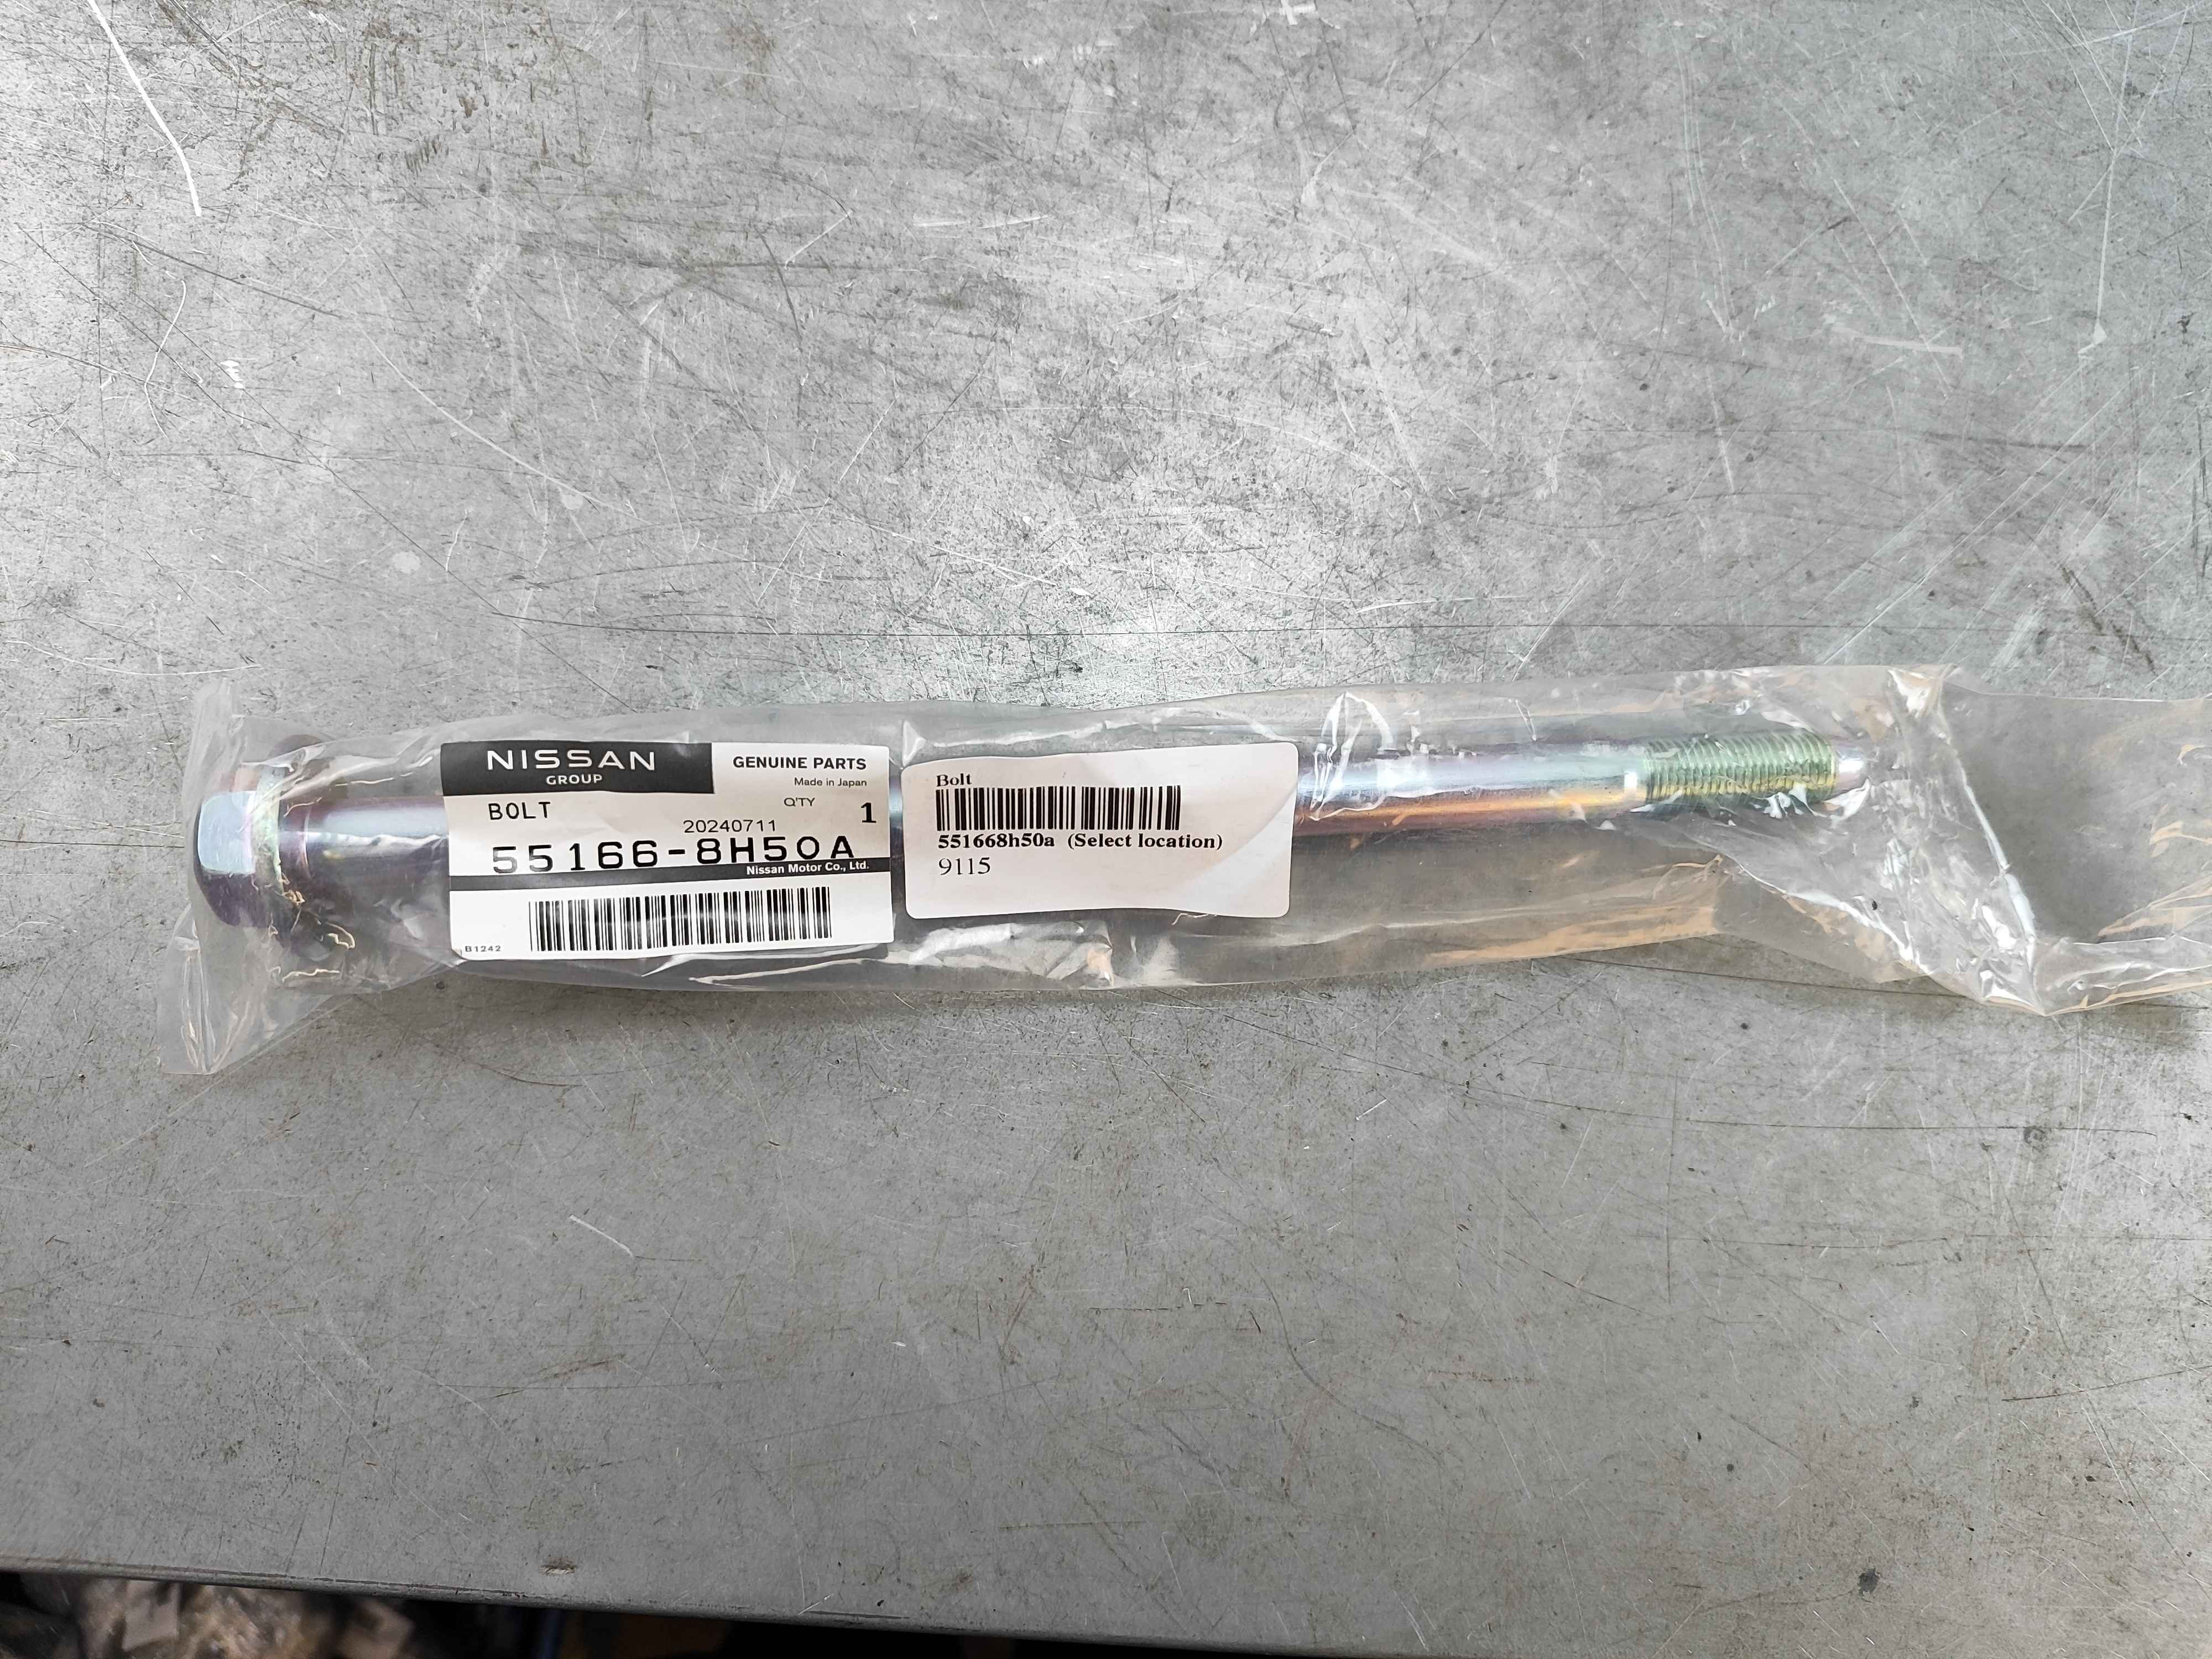 NISSAN
GROUP
GENUINE PARTS
Made in Japan
BOLT
Q'TY
1
20240711
55166-8H50A
Nissan Motor Co., Ltd.
B1242
Bolt
551668h50a (Select location)
9115